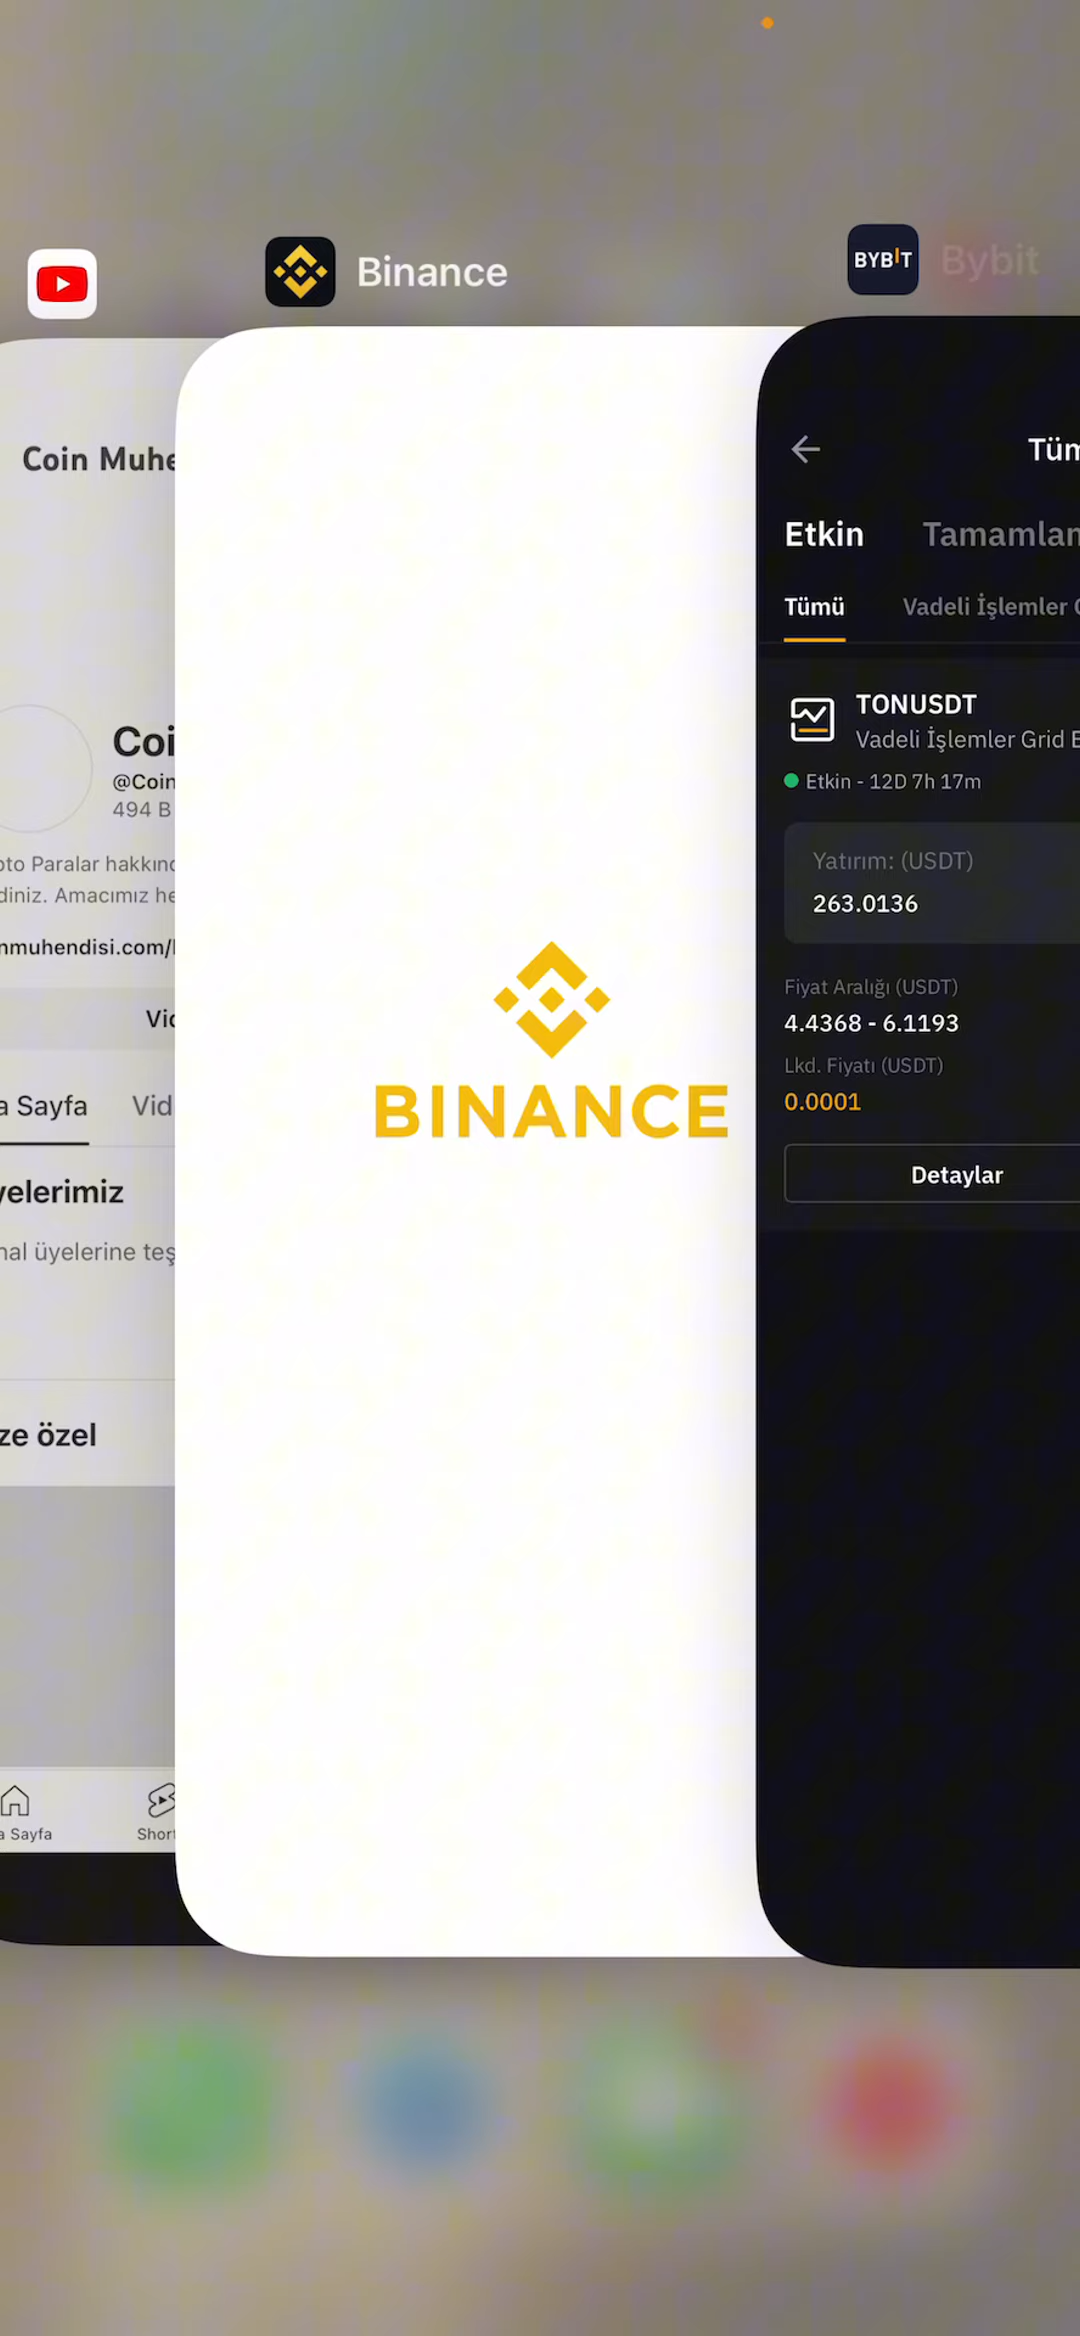 Binance
BYBIT
Bybit
Coin Muhe
Coi
@Coin
494 B
oto Paralar hakkınd
diniz. Amacımız he
nmuhendisi.com/
Vid
a Sayfa
Vid
yelerimiz
nal üyelerine teş
ze özel
a Sayfa
Short
BINANCE
Tüm
Etkin
Tamamlan
Tümü
Vadeli İşlemler G
TONUSDT
Vadeli İşlemler Grid B
Etkin - 12D 7h 17m
Yatırım: (USDT)
263.0136
Fiyat Aralığı (USDT)
4.4368 - 6.1193
Lkd. Fiyatı (USDT)
0.0001
Detaylar